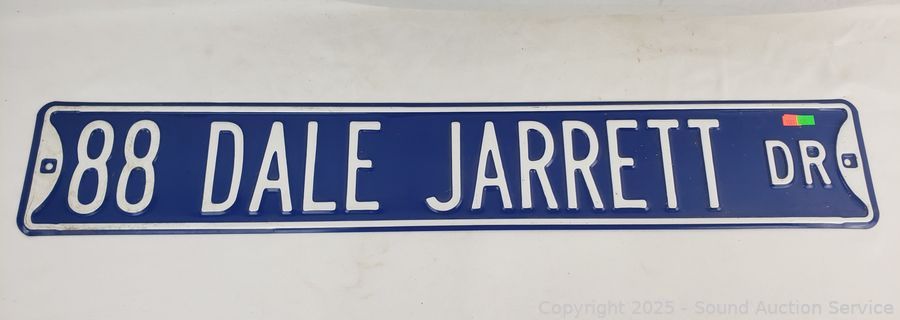 88 DALE JARRETT DR
Copyright 2025 - Sound Auction Service